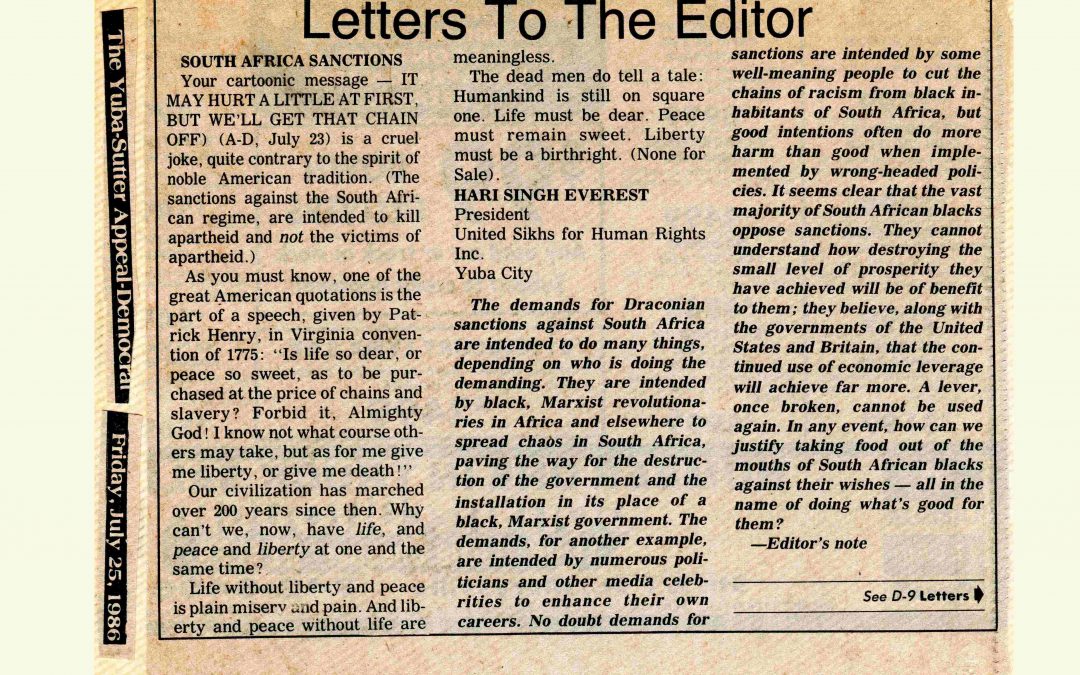 Letters To The Editor
The Yuba-Sutter Appeal-Democrat
Friday, July 25, 1986
SOUTH AFRICA SANCTIONS
Your cartoonic message — IT
MAY HURT A LITTLE AT FIRST,
BUT WE'LL GET THAT CHAIN
OFF) (A-D, July 23) is a cruel
joke, quite contrary to the spirit of
noble American tradition. (The
sanctions against the South Afri-
can regime, are intended to kill
apartheid and not the victims of
apartheid.)
As you must know, one of the
great American quotations is the
part of a speech, given by Pat-
rick Henry, in Virginia conven-
tion of 1775: "Is life so dear, or
peace so sweet, as to be pur-
chased at the price of chains and
slavery? Forbid it, Almighty
God! I know not what course oth-
ers may take, but as for me give
me liberty, or give me death!"
Our civilization has marched
over 200 years since then. Why
can't we, now, have life, and
peace and liberty at one and the
same time?
Life without liberty and peace
is plain misery and pain. And lib-
erty and peace without life are
meaningless.
The dead men do tell a tale:
Humankind is still on square
one. Life must be dear. Peace
must remain sweet. Liberty
must be a birthright. (None for
Sale).
HARI SINGH EVEREST
President
United Sikhs for Human Rights
Inc.
Yuba City
The demands for Draconian
sanctions against South Africa
are intended to do many things,
depending on who is doing the
demanding. They are intended
by black, Marxist revolutiona-
ries in Africa and elsewhere to
spread chaos in South Africa,
paving the way for the destruc-
tion of the government and the
installation in its place of a
black, Marxist government. The
demands, for another example,
are intended by numerous poli-
ticians and other media celeb-
rities to enhance their own
careers. No doubt demands for
sanctions are intended by some
well-meaning people to cut the
chains of racism from black in-
habitants of South Africa, but
good intentions often do more
harm than good when imple-
mented by wrong-headed poli-
cies. It seems clear that the vast
majority of South African blacks
oppose sanctions. They cannot
understand how destroying the
small level of prosperity they
have achieved will be of benefit
to them; they believe, along with
the governments of the United
States and Britain, that the con-
tinued use of economic leverage
will achieve far more. A lever,
once broken, cannot be used
again. In any event, how can we
justify taking food out of the
mouths of South African blacks
against their wishes — all in the
name of doing what's good for
them?
—Editor's note
See D-9 Letters